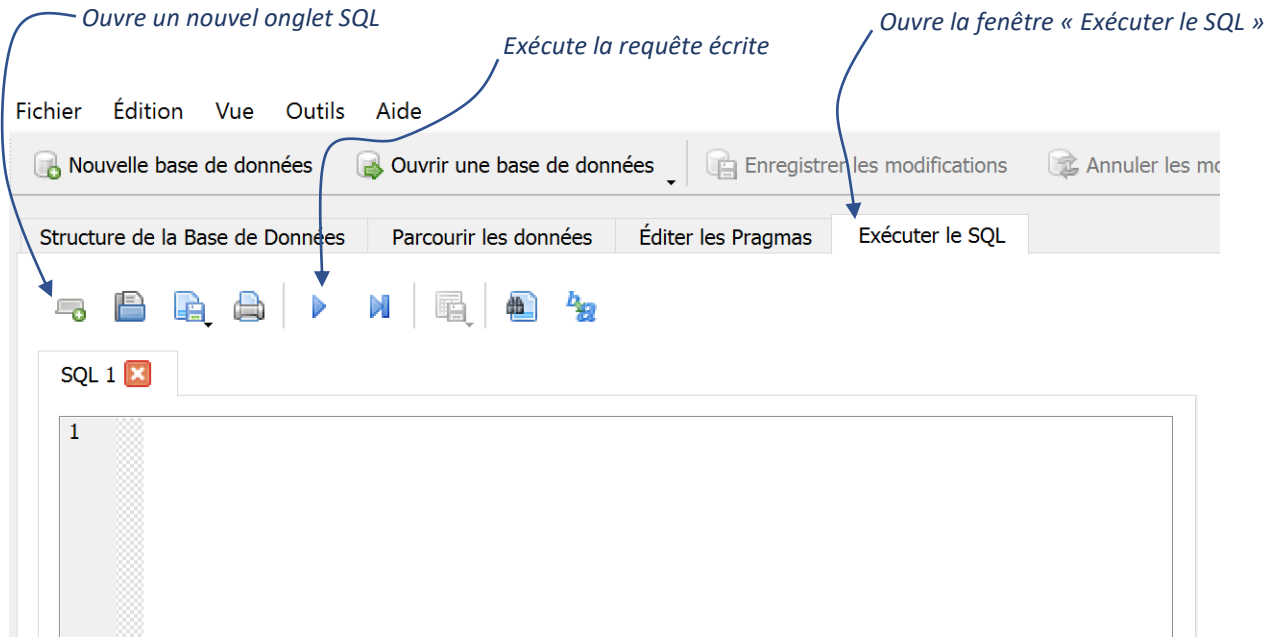 Ouvre un nouvel onglet SQL
Ouvre la fenêtre « Exécuter le SQL »
Exécute la requête écrite
Fichier Édition Vue Outils Aide
Nouvelle base de données Ouvrir une base de données Enregistrer les modifications Annuler les mo
Structure de la Base de Données Parcourir les données Éditer les Pragmas Exécuter le SQL
SQL 1
1